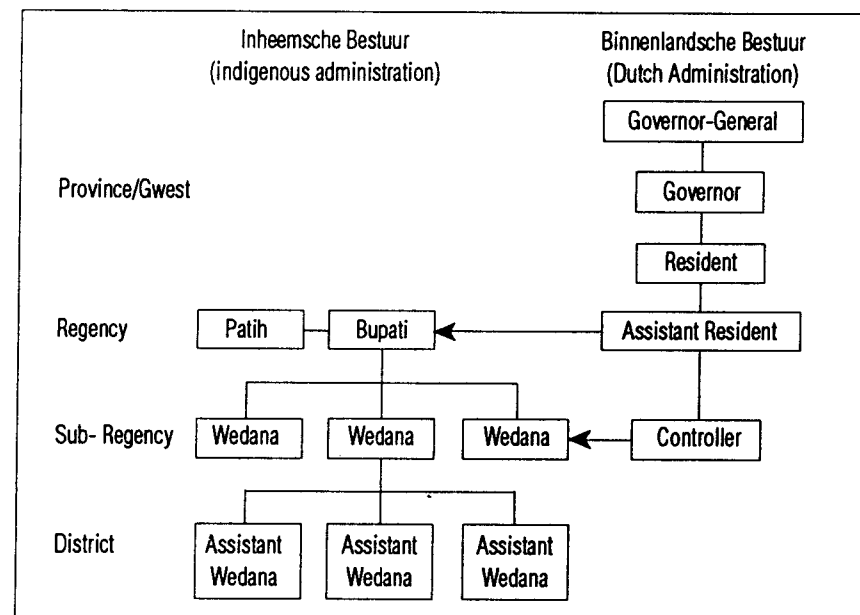 Inheemsche Bestuur
(indigenous administration)
Binnenlandsche Bestuur
(Dutch Administration)
Governor-General
Province/Gwest
Governor
Resident
Regency
Patih
Bupati
Assistant Resident
Sub- Regency
Wedana
Wedana
Wedana
Controller
District
Assistant
Wedana
Assistant
Wedana
Assistant
Wedana